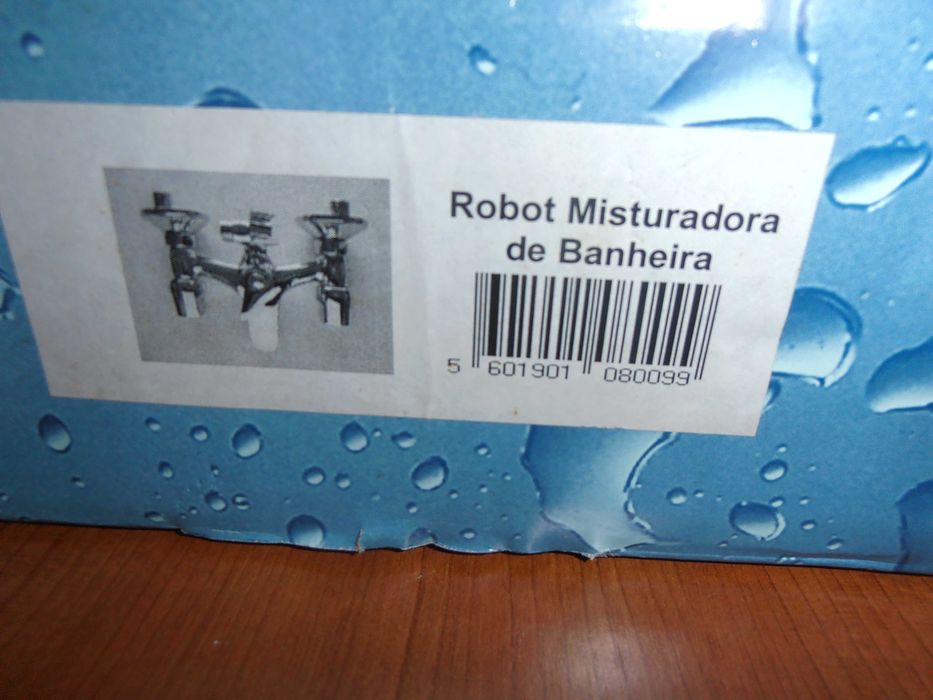 Robot Misturadora
de Banheira
5 601901 080099